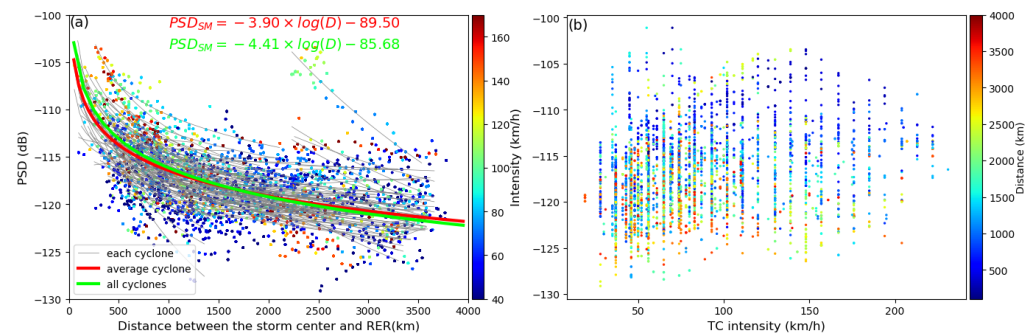 (a)
PSD_SM = −3.90 × log(D) − 89.50
PSD_SM = −4.41 × log(D) − 85.68
−100
−105
−110
−115
−120
−125
−130
PSD (dB)
0 500 1000 1500 2000 2500 3000 3500 4000
Distance between the storm center and RER(km)
each cyclone
average cyclone
all cyclones
160
140
120
100
80
60
40
Intensity (km/h)
(b)
−100
−105
−110
−115
−120
−125
−130
50 100 150 200
TC intensity (km/h)
4000
3500
3000
2500
2000
1500
1000
500
Distance (km)